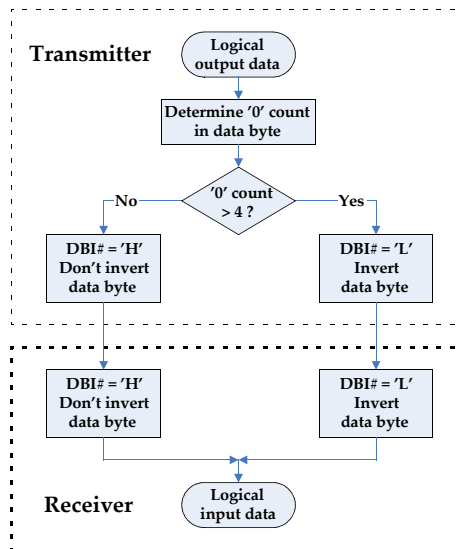 Transmitter
Logical
output data
Determine '0' count
in data byte
'0' count
> 4 ?
No
Yes
DBI# = 'H'
Don't invert
data byte
DBI# = 'L'
Invert
data byte
DBI# = 'H'
Don't invert
data byte
DBI# = 'L'
Invert
data byte
Receiver
Logical
input data